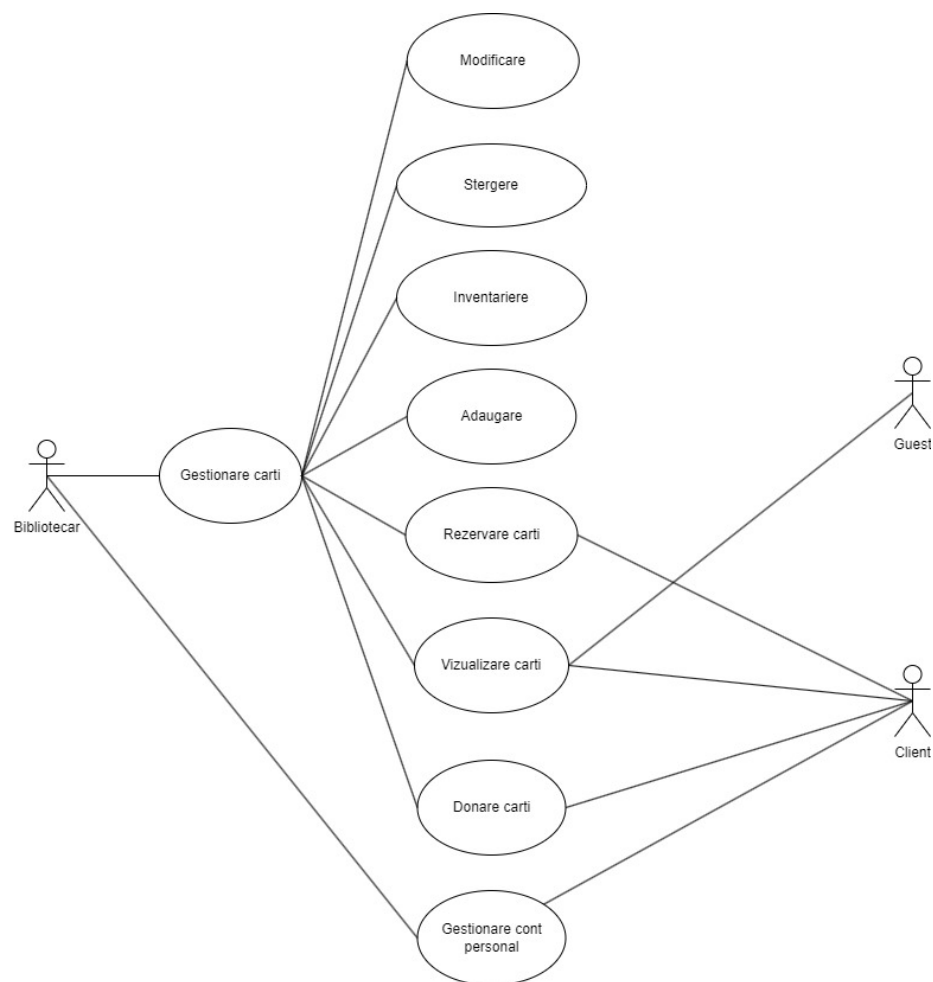 Modificare
Stergere
Inventariere
Adaugare
Guest
Gestionare carti
Bibliotecar
Rezervare carti
Vizualizare carti
Client
Donare carti
Gestionare cont
personal